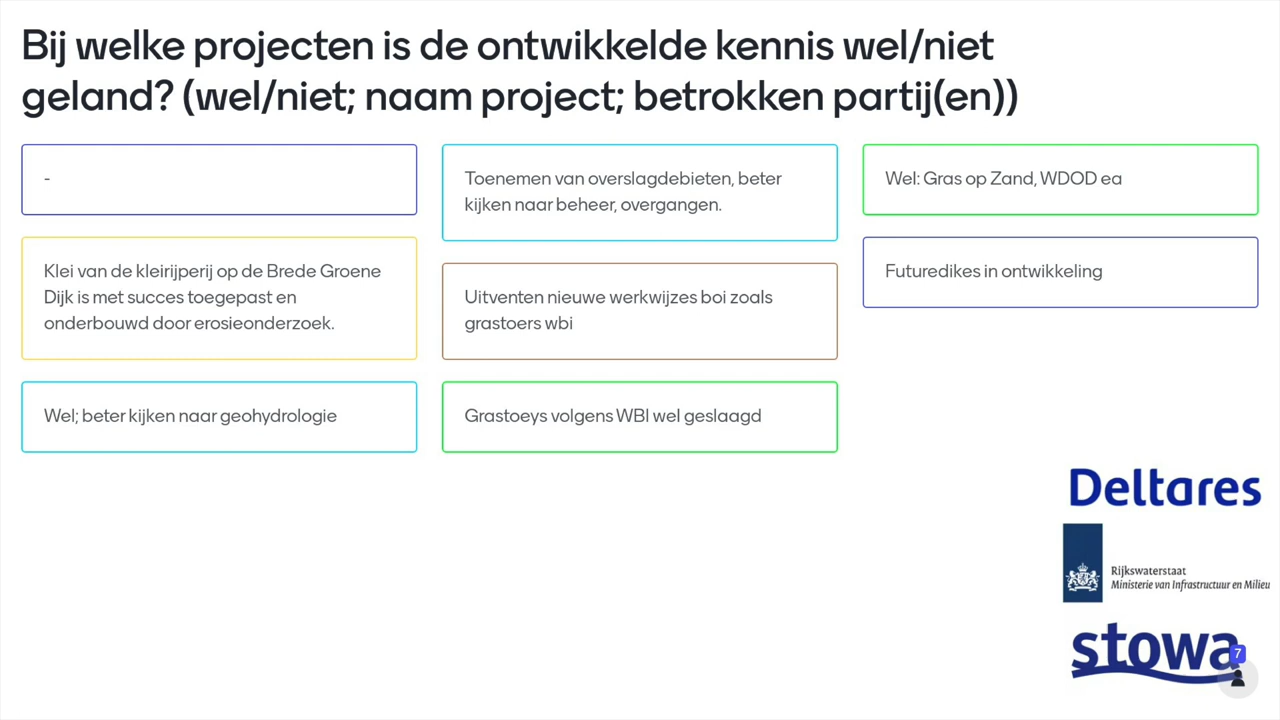 Bij welke projecten is de ontwikkelde kennis wel/niet
geland? (wel/niet; naam project; betrokken partij(en))
-
Klei van de kleirijperij op de Brede Groene
Dijk is met succes toegepast en
onderbouwd door erosieonderzoek.
Wel; beter kijken naar geohydrologie
Toenemen van overslagdebieten, beter
kijken naar beheer, overgangen.
Uitventen nieuwe werkwijzes boi zoals
grastoers wbi
Grastoeys volgens WBI wel geslaagd
Wel: Gras op Zand, WDOD ea
Futuredikes in ontwikkeling
Deltares
Rijkswaterstaat
Ministerie van Infrastructuur en Milieu
stowa
7